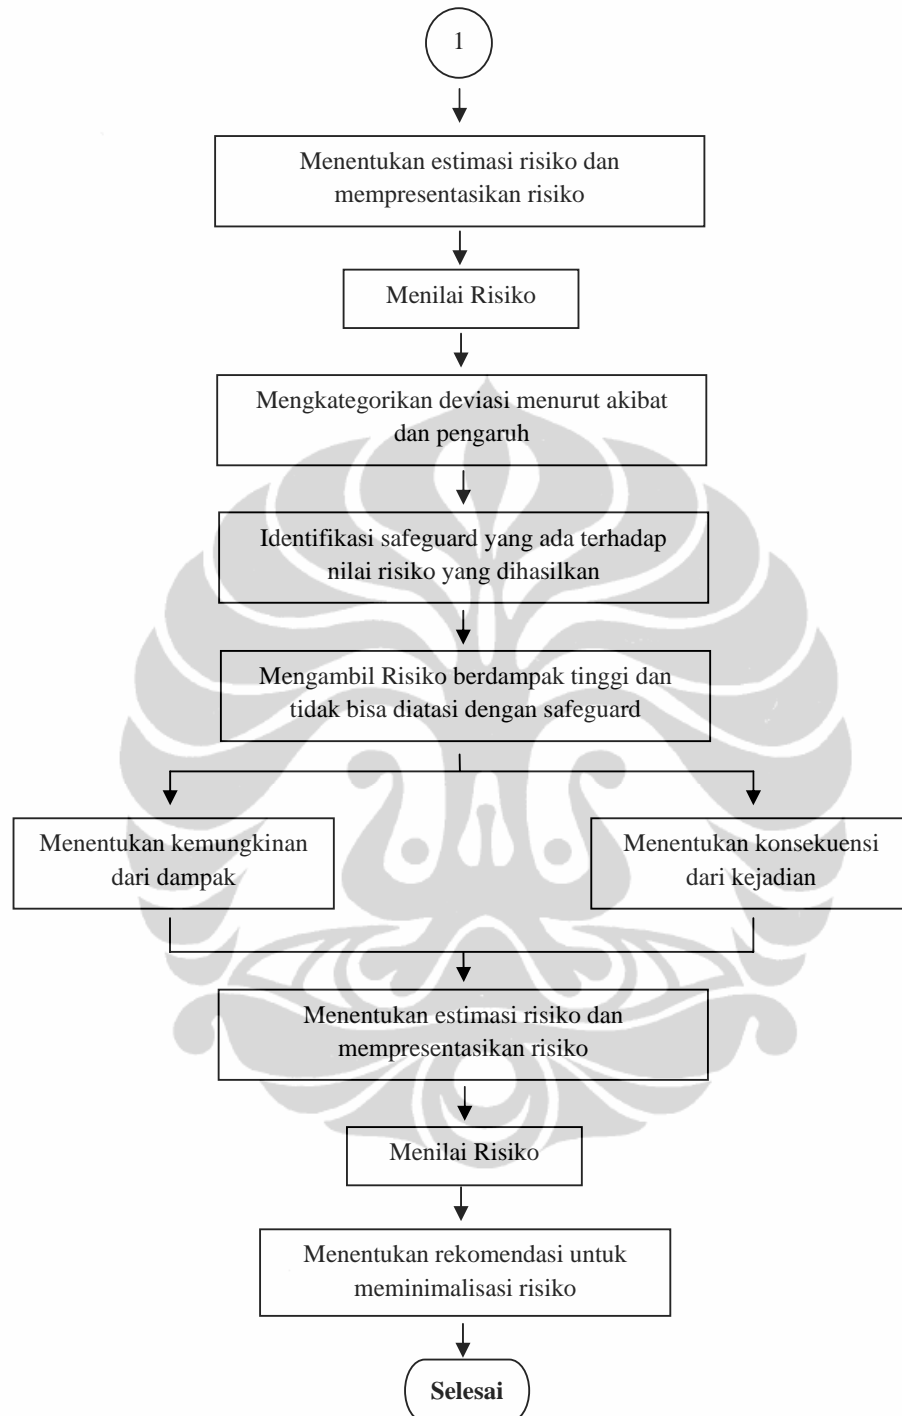 1
Menentukan estimasi risiko dan
mempresentasikan risiko
Menilai Risiko
Mengkategorikan deviasi menurut akibat
dan pengaruh
Identifikasi safeguard yang ada terhadap
nilai risiko yang dihasilkan
Mengambil Risiko berdampak tinggi dan
tidak bisa diatasi dengan safeguard
Menentukan kemungkinan
dari dampak
Menentukan konsekuensi
dari kejadian
Menentukan estimasi risiko dan
mempresentasikan risiko
Menilai Risiko
Menentukan rekomendasi untuk
meminimalisasi risiko
Selesai